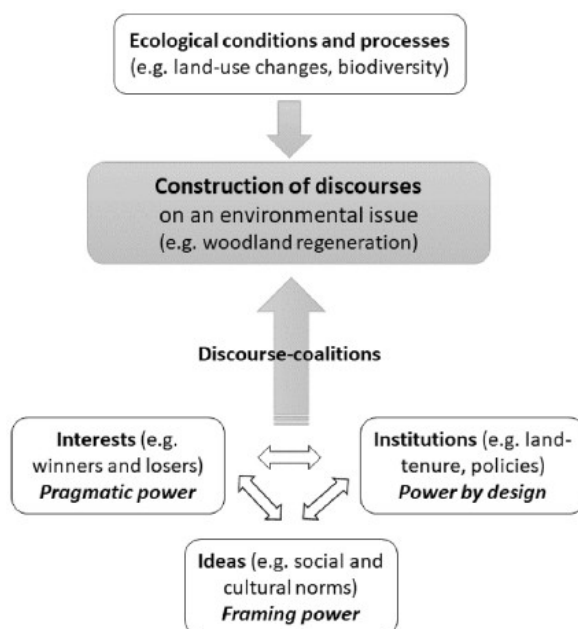 Ecological conditions and processes
(e.g. land-use changes, biodiversity)
Construction of discourses
on an environmental issue
(e.g. woodland regeneration)
Discourse-coalitions
Interests (e.g.
winners and losers)
Pragmatic power
Institutions (e.g. land-
tenure, policies)
Power by design
Ideas (e.g. social and
cultural norms)
Framing power